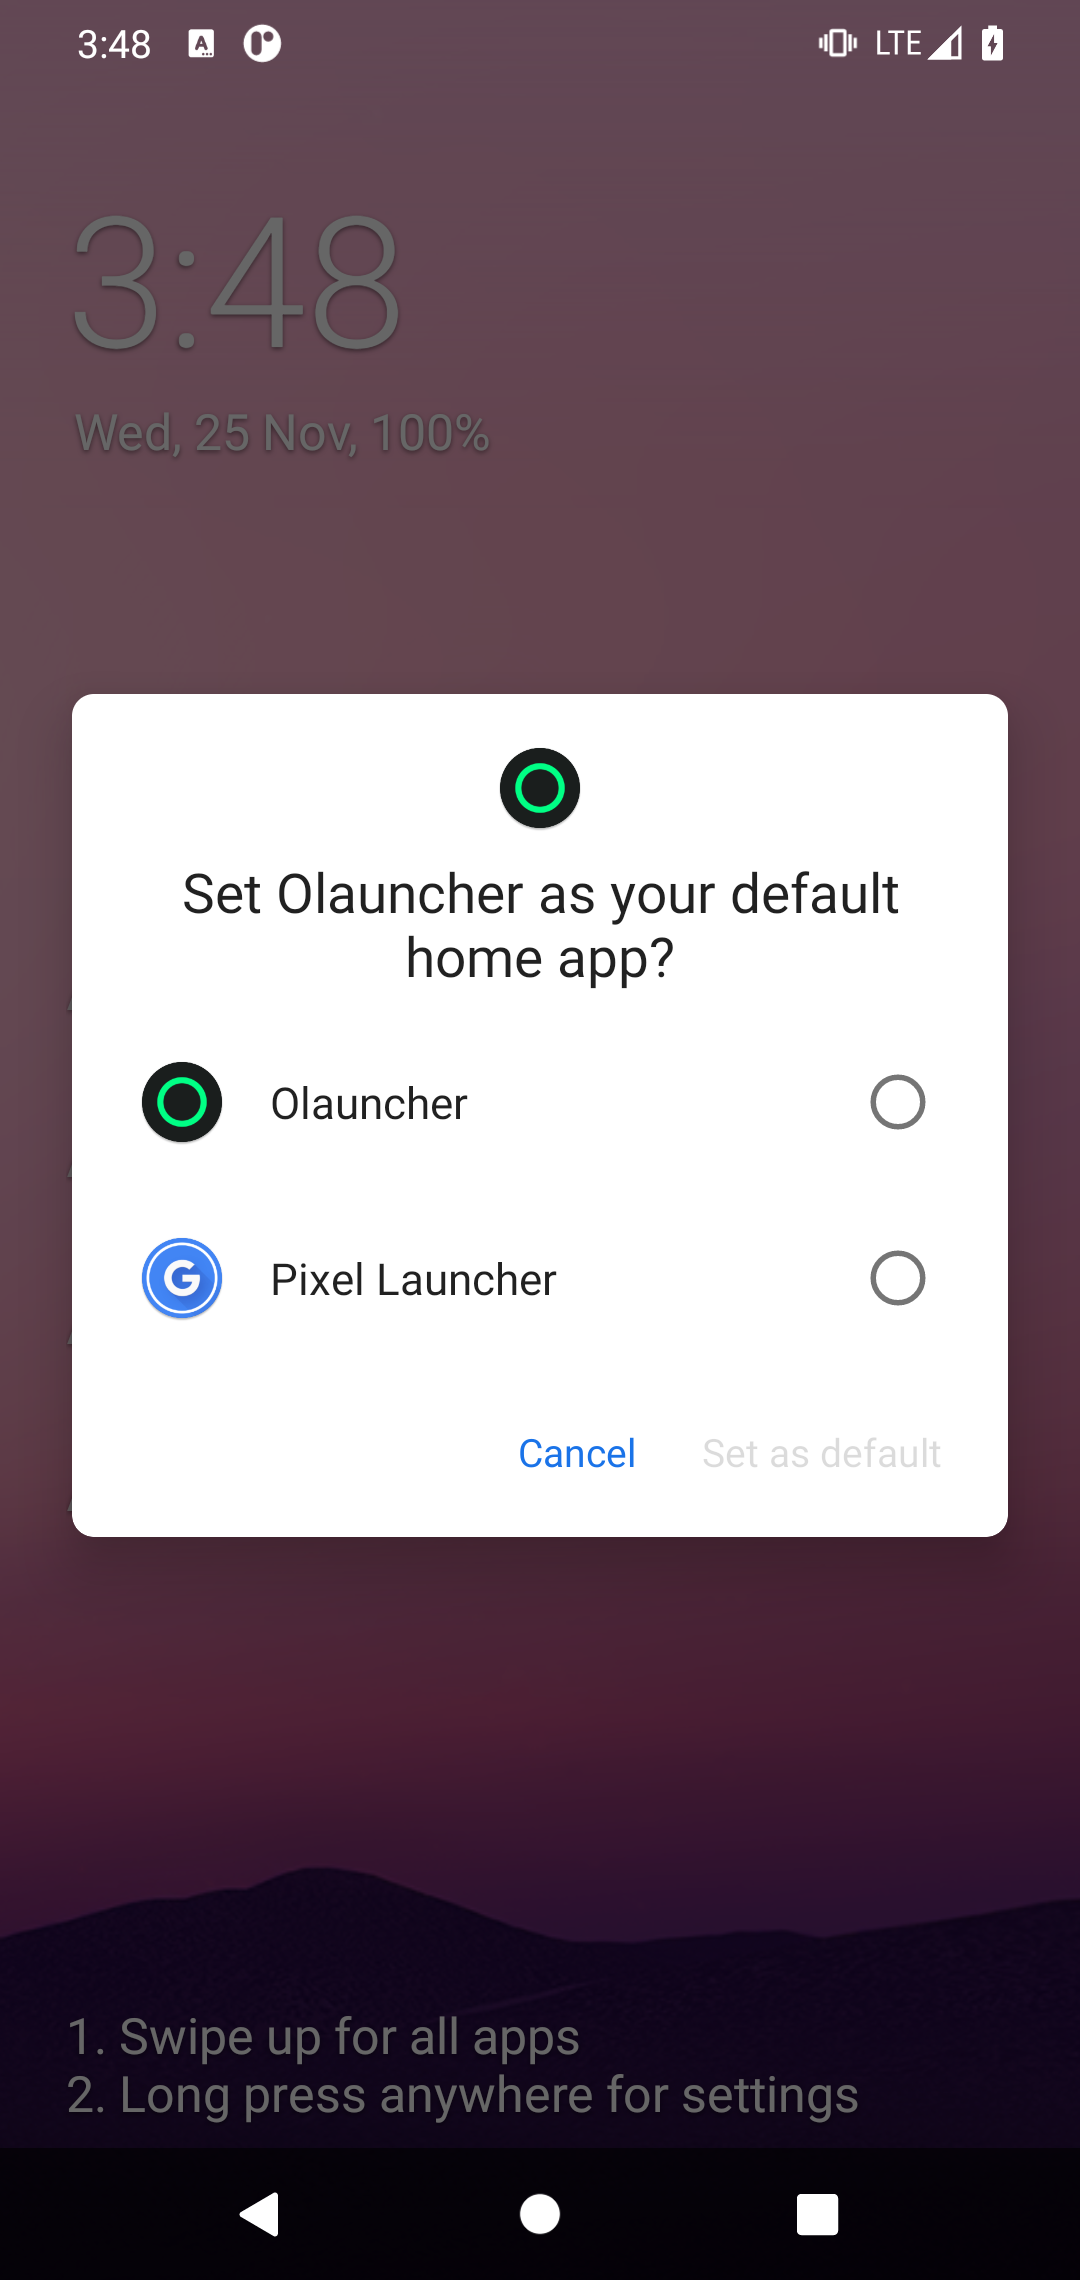 3:48
LTE
3:48
Wed, 25 Nov, 100%
Set Olauncher as your default
home app?
Olauncher
Pixel Launcher
Cancel
Set as default
1. Swipe up for all apps
2. Long press anywhere for settings